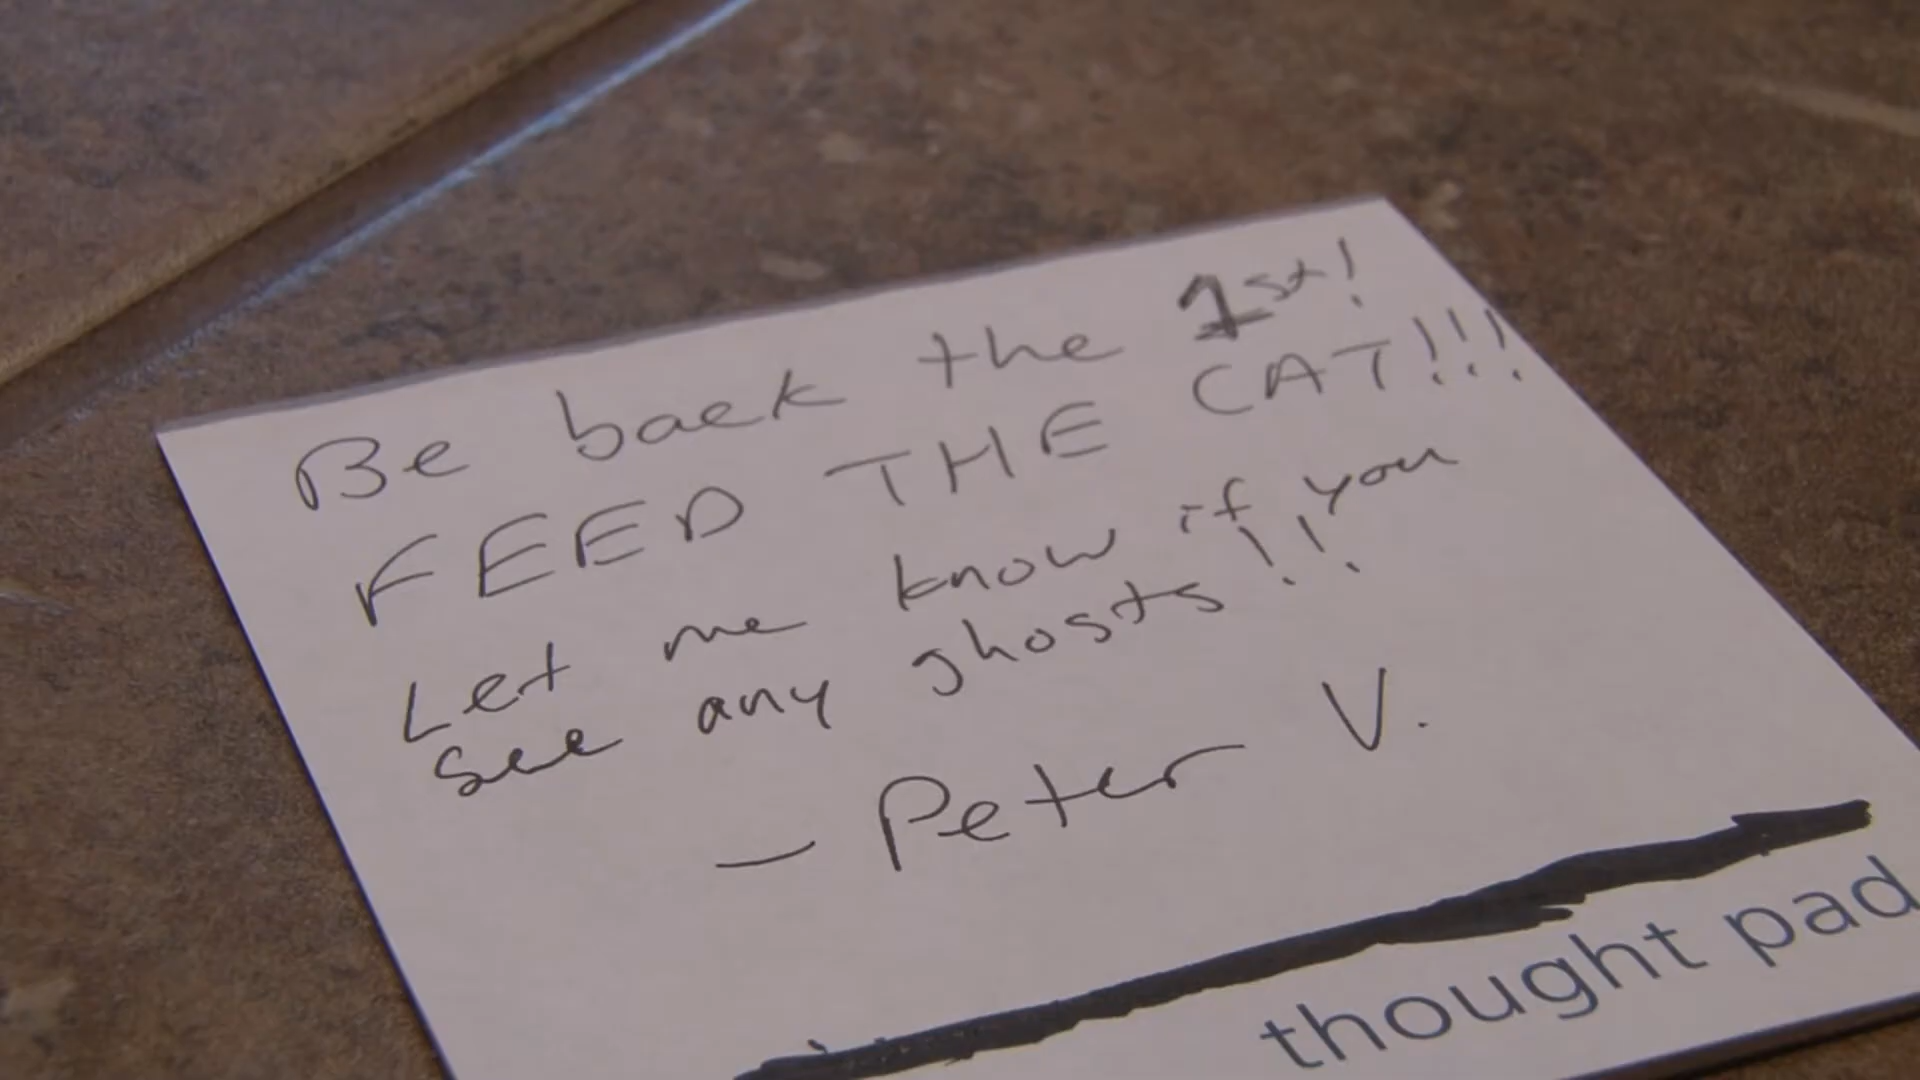 Be back the 1st!
FEED THE CAT!!!
Let me know if you
see any ghosts!!
— Peter V.
thought pad